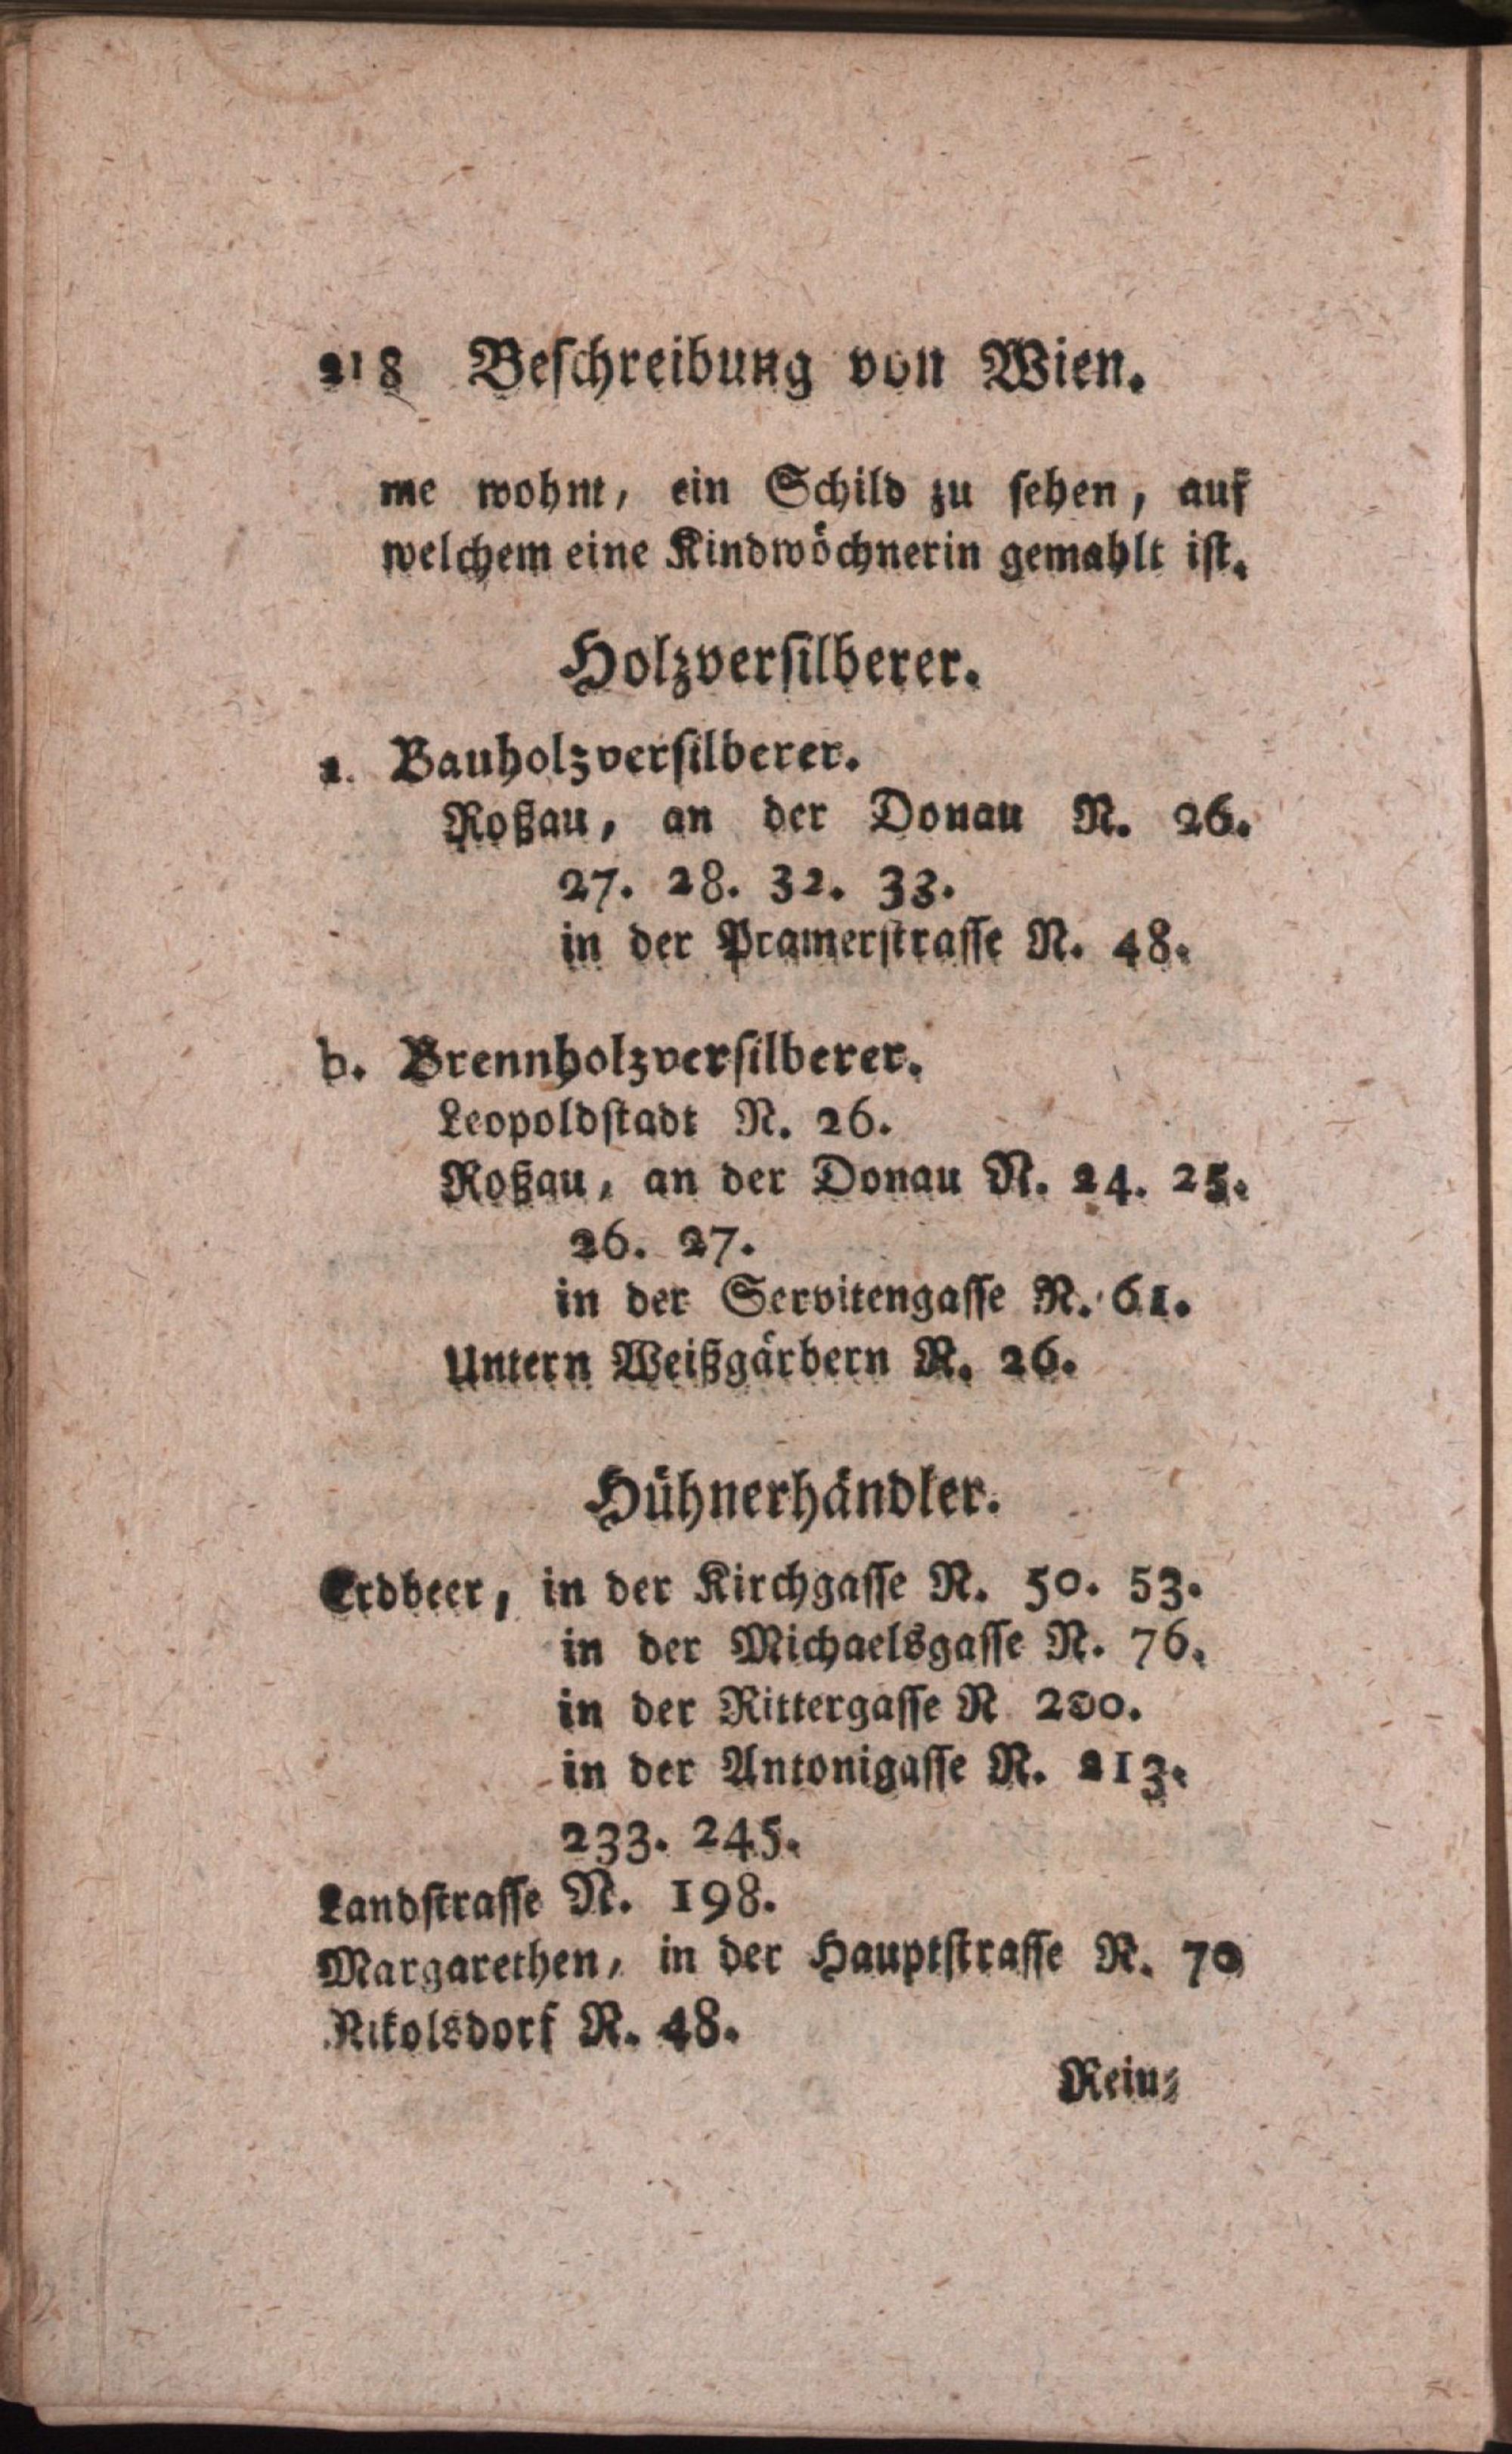 218 Beschreibung von Wien.
me wohnt, ein Schild zu sehen, auf
welchem eine Kindwöchnerin gemahlt ist.
Holzversilberer.
a. Bauholzversilberer.
Roßau, an der Donau N. 26.
27. 28. 32. 33.
in der Pramerstrasse N. 48.
b. Brennholzversilberer.
Leopoldstadt N. 26.
Roßau, an der Donau N. 24. 25.
26. 27.
in der Servitengasse N. 61.
Untern Weißgärbern N. 26.
Hühnerhändler.
Erdbeer, in der Kirchgasse N. 50. 53.
in der Michaelsgasse N. 76.
in der Rittergasse N 200.
in der Antonigasse N. 213.
233. 245.
Landstrasse N. 198.
Margarethen, in der Hauptstrasse N. 70
Nikolsdorf N. 48.
Rein-